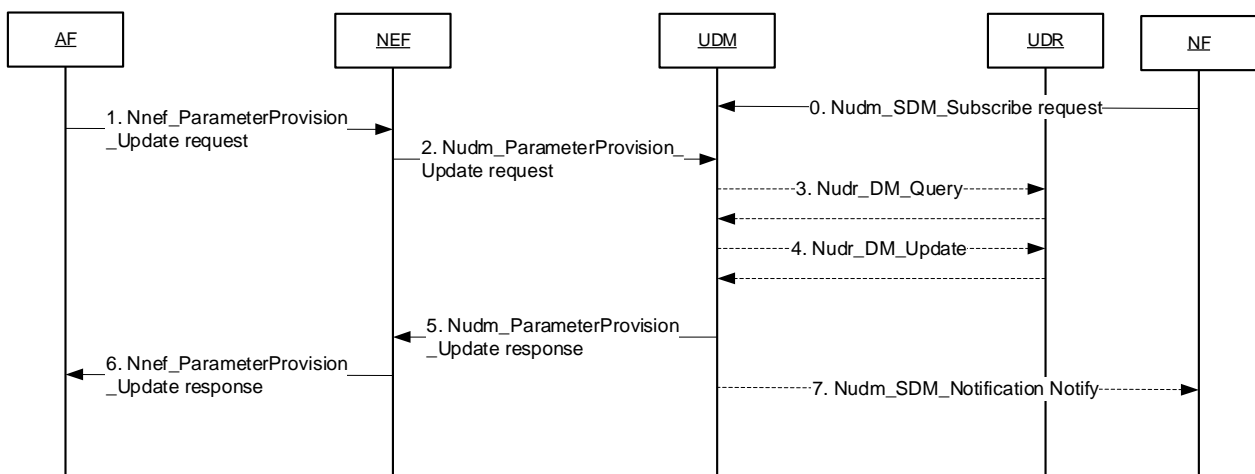 AF
NEF
UDM
UDR
NF
0. Nudm_SDM_Subscribe request
1. Nnef_ParameterProvision
_Update request
2. Nudm_ParameterProvision_
Update request
3. Nudr_DM_Query
4. Nudr_DM_Update
5. Nudm_ParameterProvision
_Update response
6. Nnef_ParameterProvision
_Update response
7. Nudm_SDM_Notification Notify